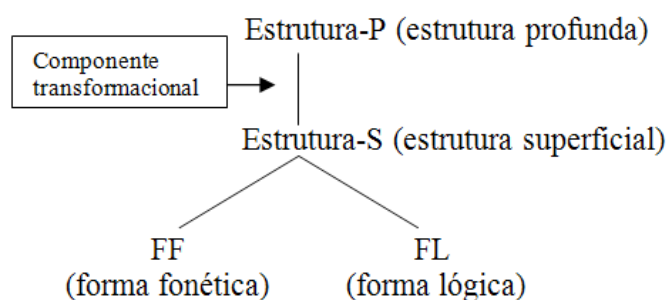 Estrutura-P (estrutura profunda)
Componente
transformacional
Estrutura-S (estrutura superficial)
FF
(forma fonética)
FL
(forma lógica)